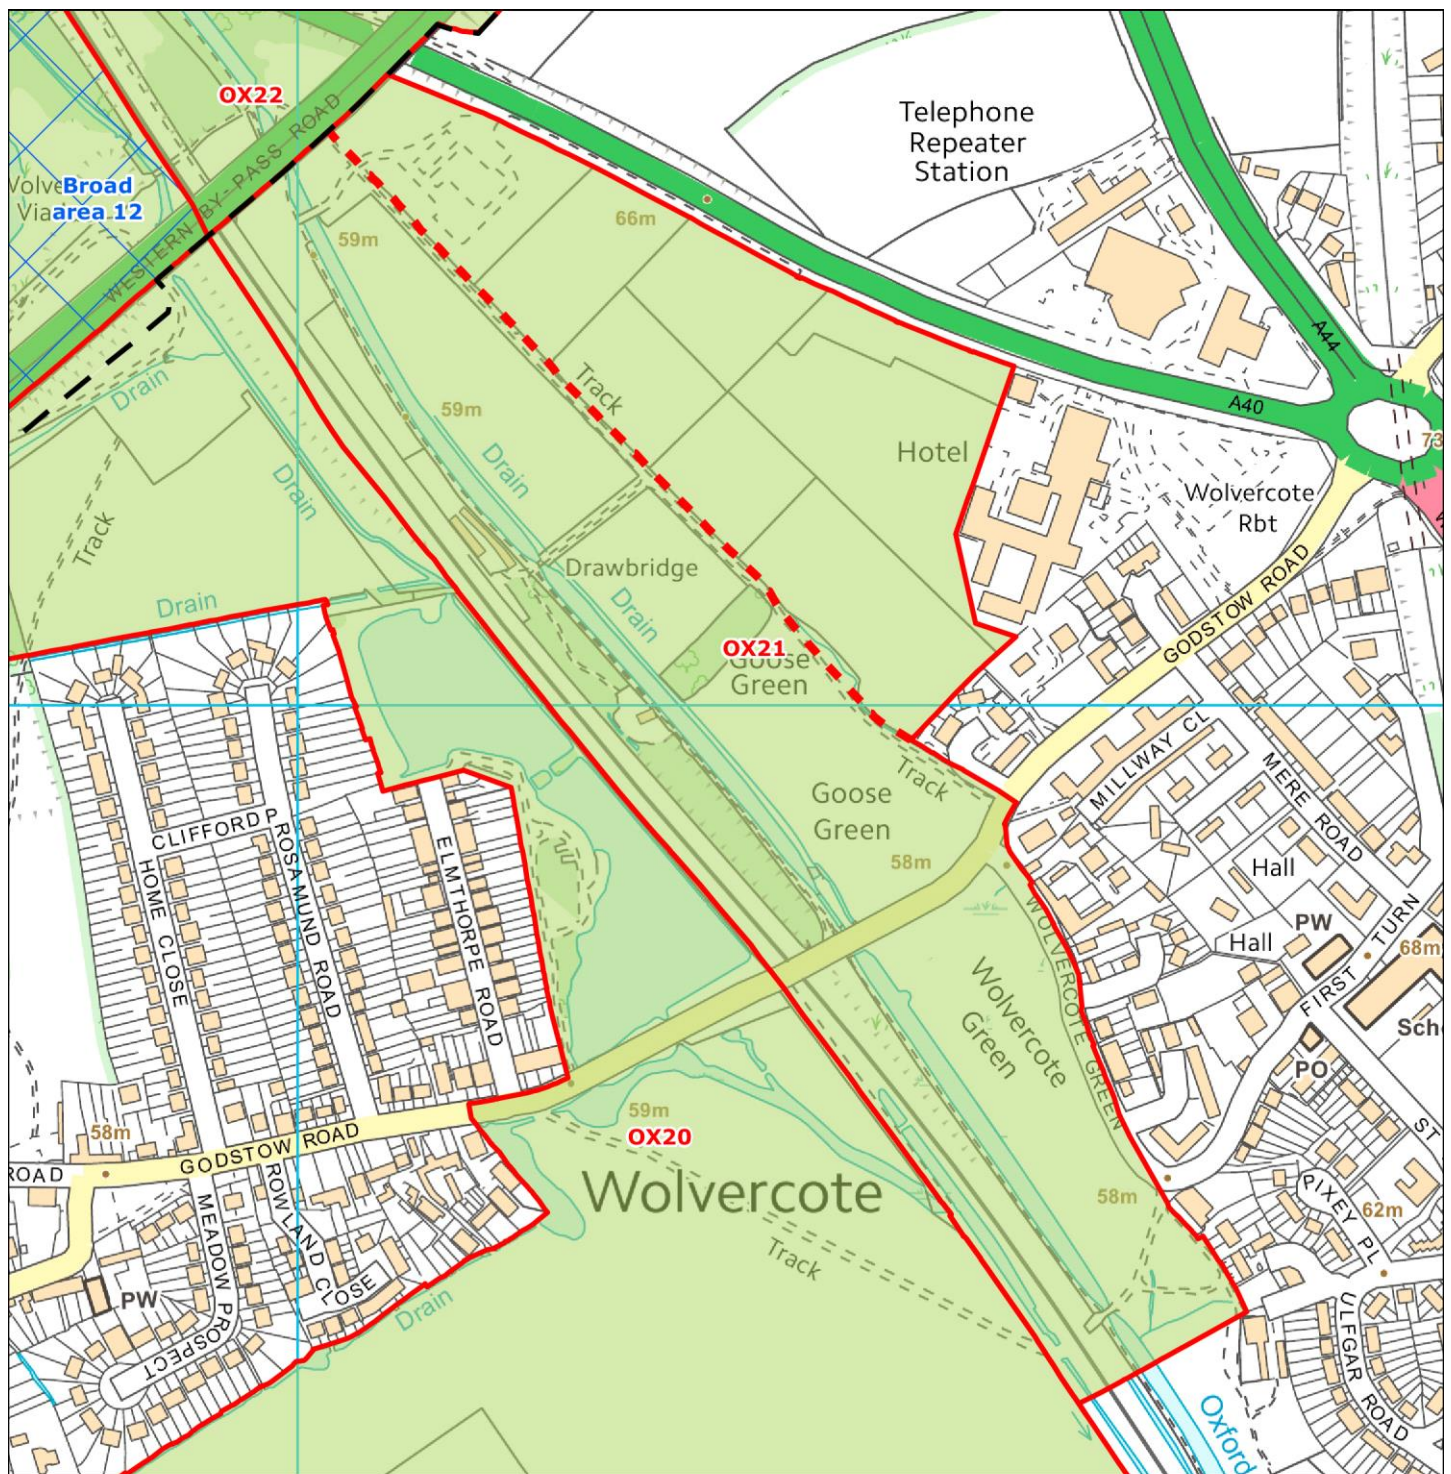 OX22
WESTERN BY-PASS ROAD
Broad
area 12
Telephone
Repeater
Station
66m
59m
A44
Track
A40
59m
Hotel
Drain
Drain
Drain
Wolvercote
Rbt
Track
Drawbridge
GODSTOW ROAD
Drain
Drain
OX21
Goose
Green
MILLWAY CL
MERE ROAD
Track
Goose
Green
58m
CLIFFORD
ROSAMUND ROAD
HOME CLOSE
ELMTHORPE ROAD
Hall
PW
Hall
FIRST TURN
68m
WOLVERCOTE GREEN
Wolvercote
Green
PO
59m
OX20
58m
GODSTOW ROAD
ROAD
ST
Wolvercote
58m
PIXEY PL
62m
ROWLAND CLOSE
MEADOW PROSPECT
Track
PW
Drain
ULFGAR ROAD
Oxford